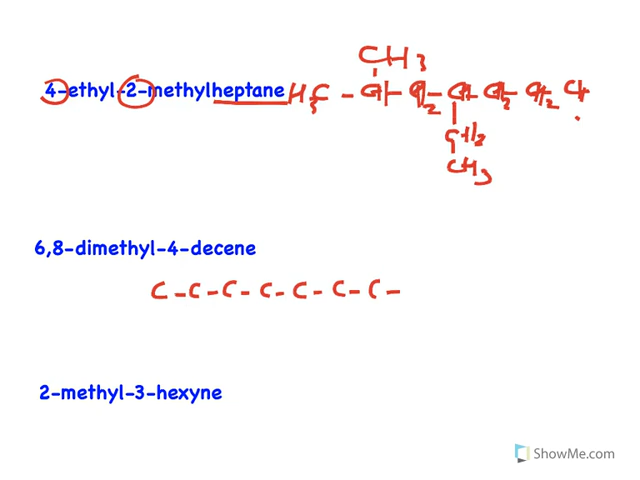 CH3
4-ethyl-2-methylheptane H3C - CH - CH2 - CH - CH2 - CH2 - CH
CH2
CH3
6,8-dimethyl-4-decene
C - C - C - C - C - C - C -
2-methyl-3-hexyne
ShowMe.com